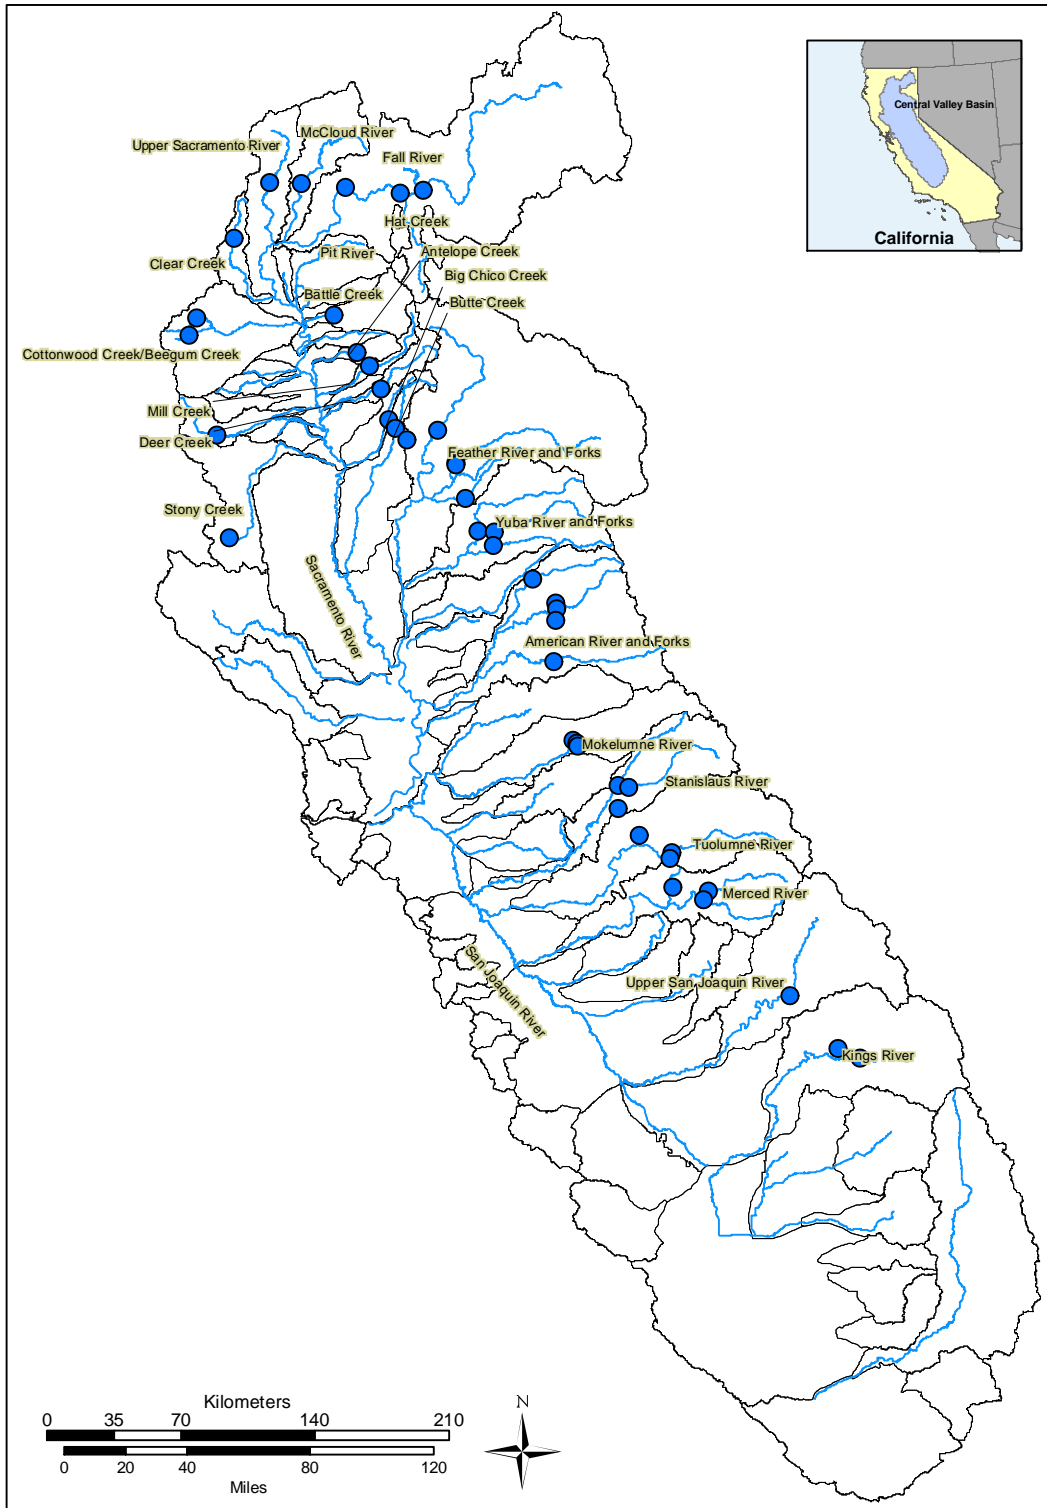 Central Valley Basin
California
McCloud River
Upper Sacramento River
Fall River
Hat Creek
Pit River
Antelope Creek
Clear Creek
Big Chico Creek
Battle Creek
Butte Creek
Cottonwood Creek/Beegum Creek
Mill Creek
Deer Creek
Feather River and Forks
Stony Creek
Yuba River and Forks
Sacramento River
American River and Forks
Mokelumne River
Stanislaus River
Tuolumne River
Merced River
San Joaquin River
Upper San Joaquin River
Kings River
Kilometers
0 35 70 140 210
0 20 40 80 120
Miles
N